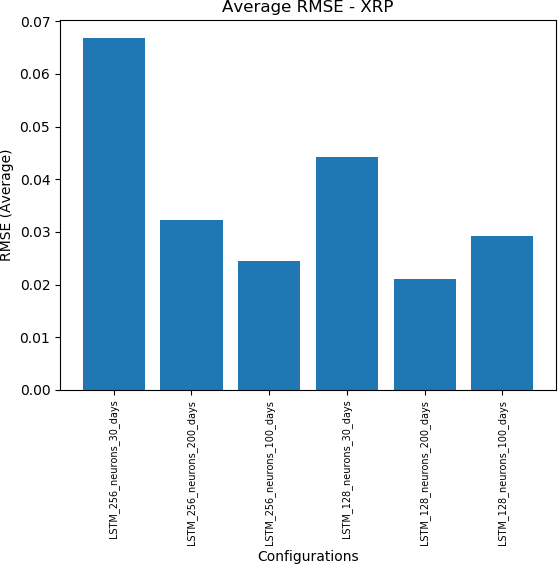 Average RMSE - XRP
RMSE (Average)
0.07
0.06
0.05
0.04
0.03
0.02
0.01
0.00
LSTM_256_neurons_30_days
LSTM_256_neurons_200_days
LSTM_256_neurons_100_days
LSTM_128_neurons_30_days
LSTM_128_neurons_200_days
LSTM_128_neurons_100_days
Configurations